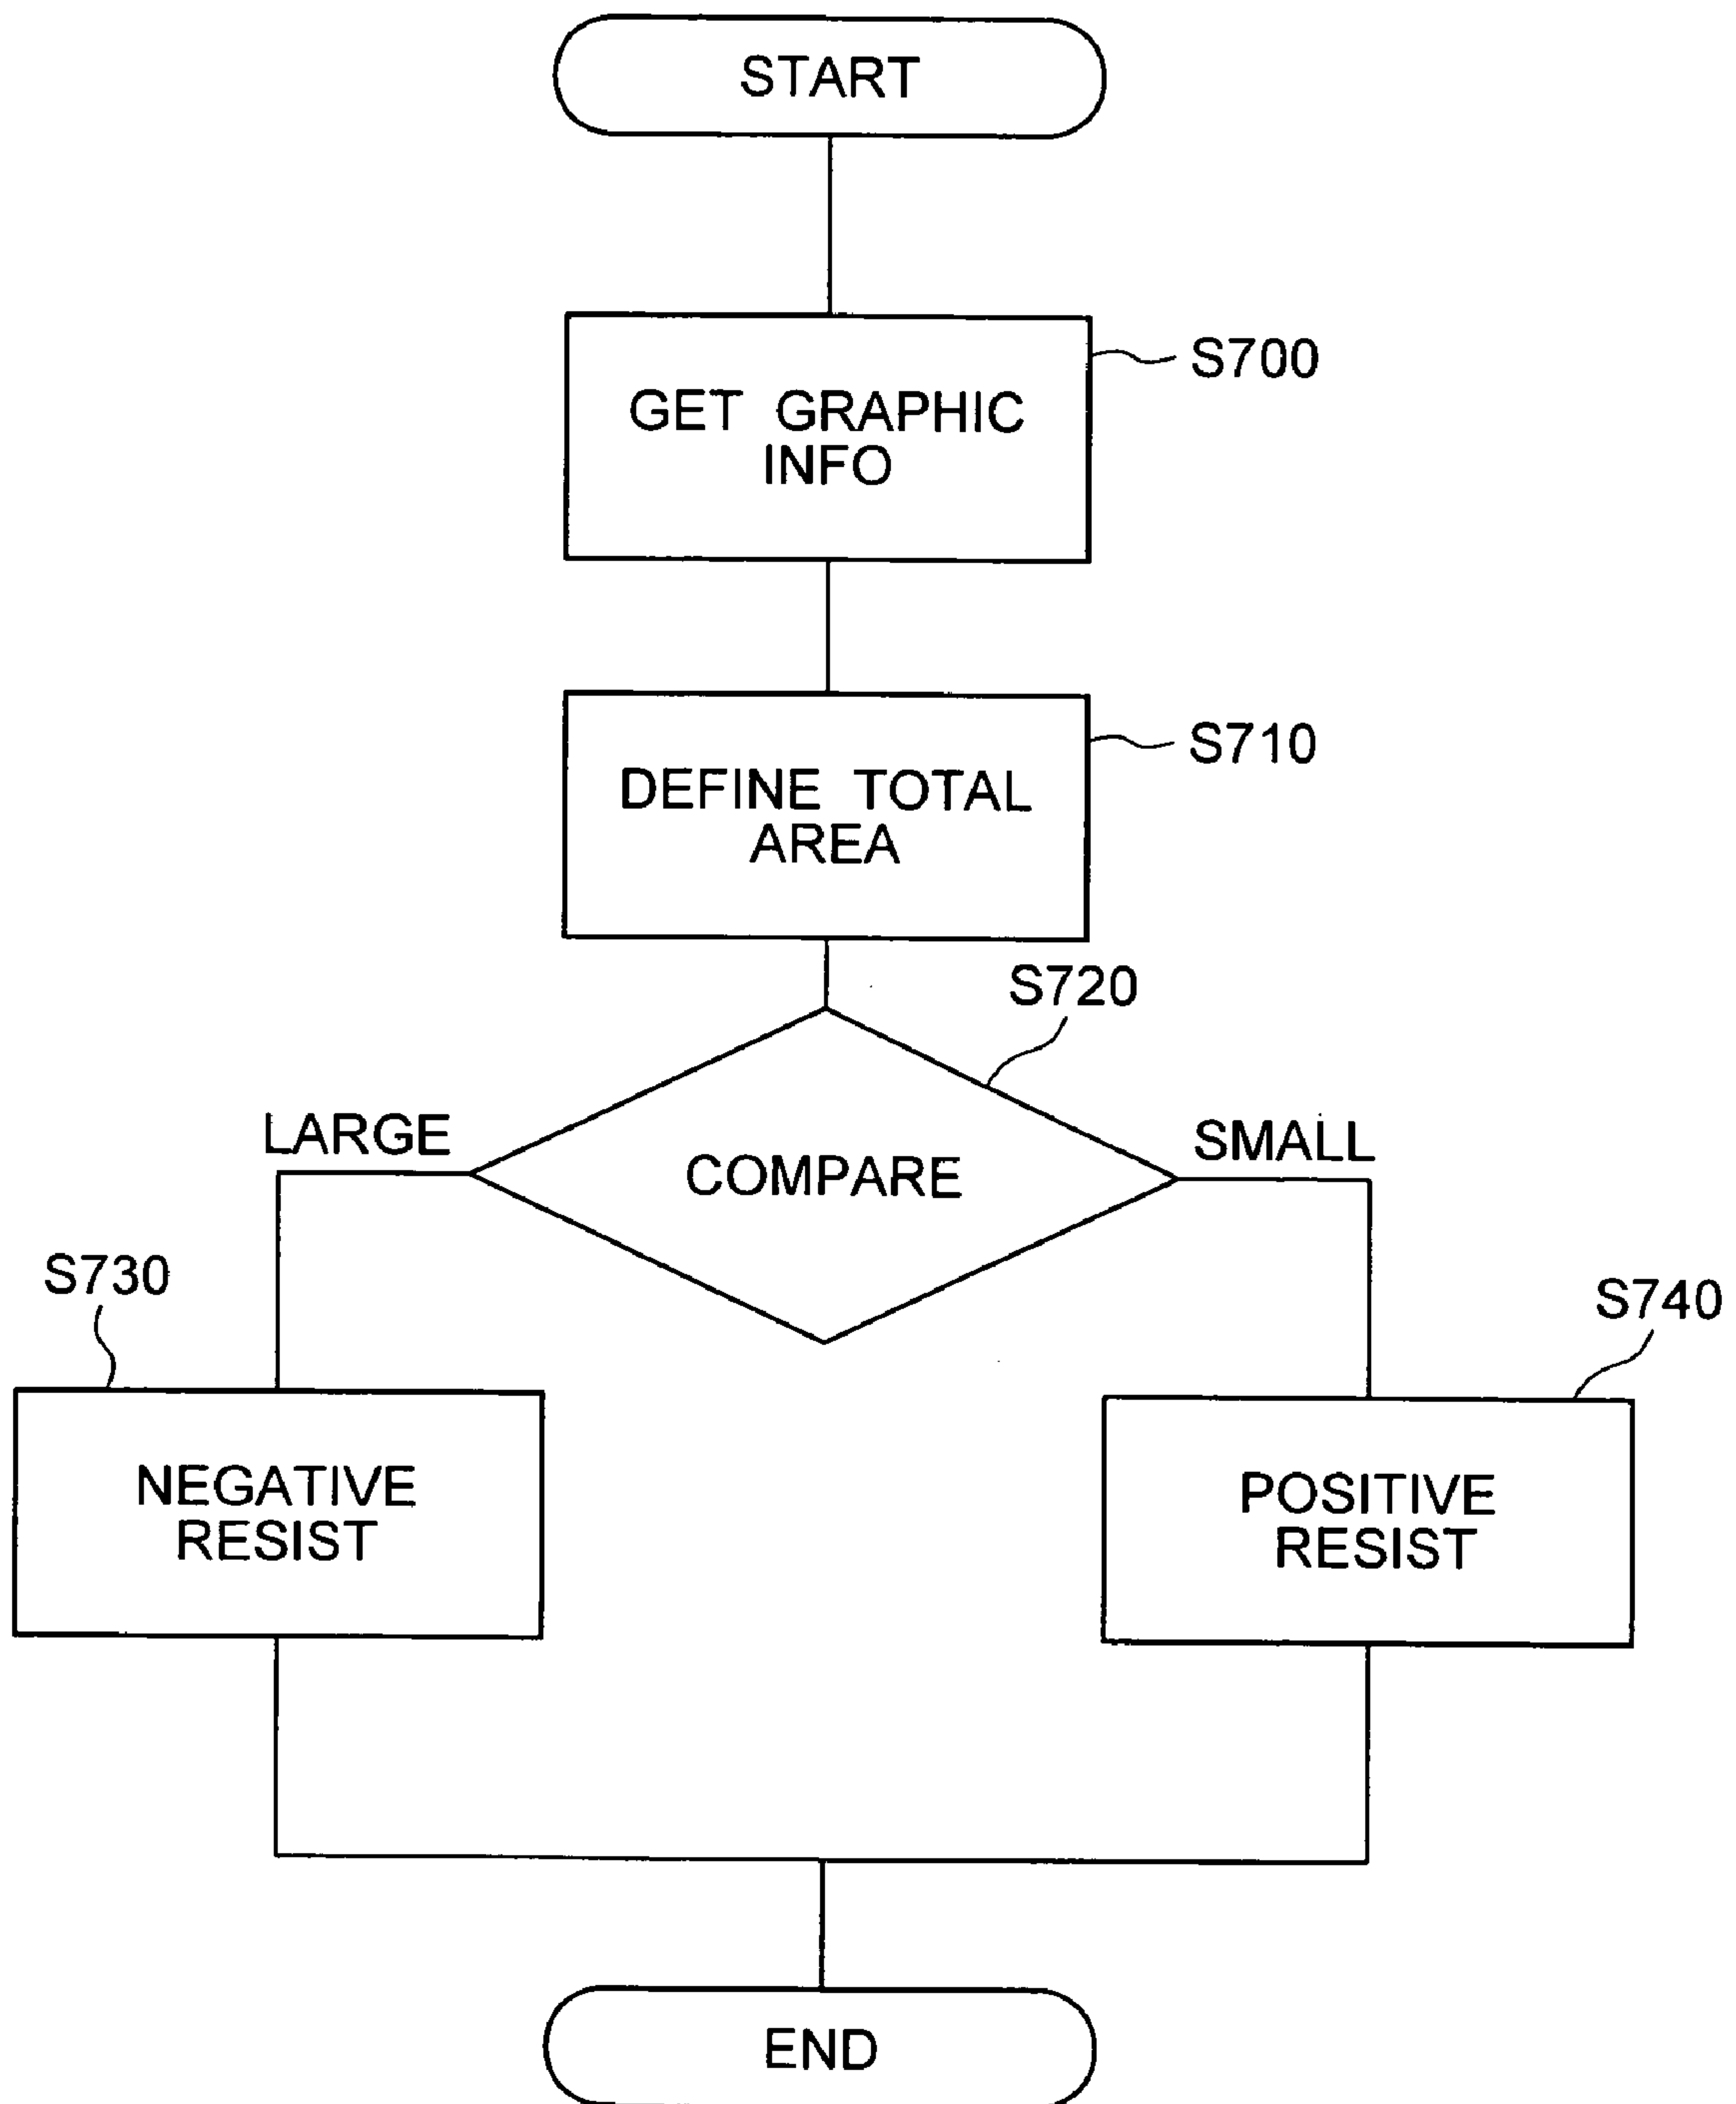 START
S700
GET GRAPHIC
INFO
S710
DEFINE TOTAL
AREA
S720
LARGE
COMPARE
SMALL
S730
S740
NEGATIVE
RESIST
POSITIVE
RESIST
END